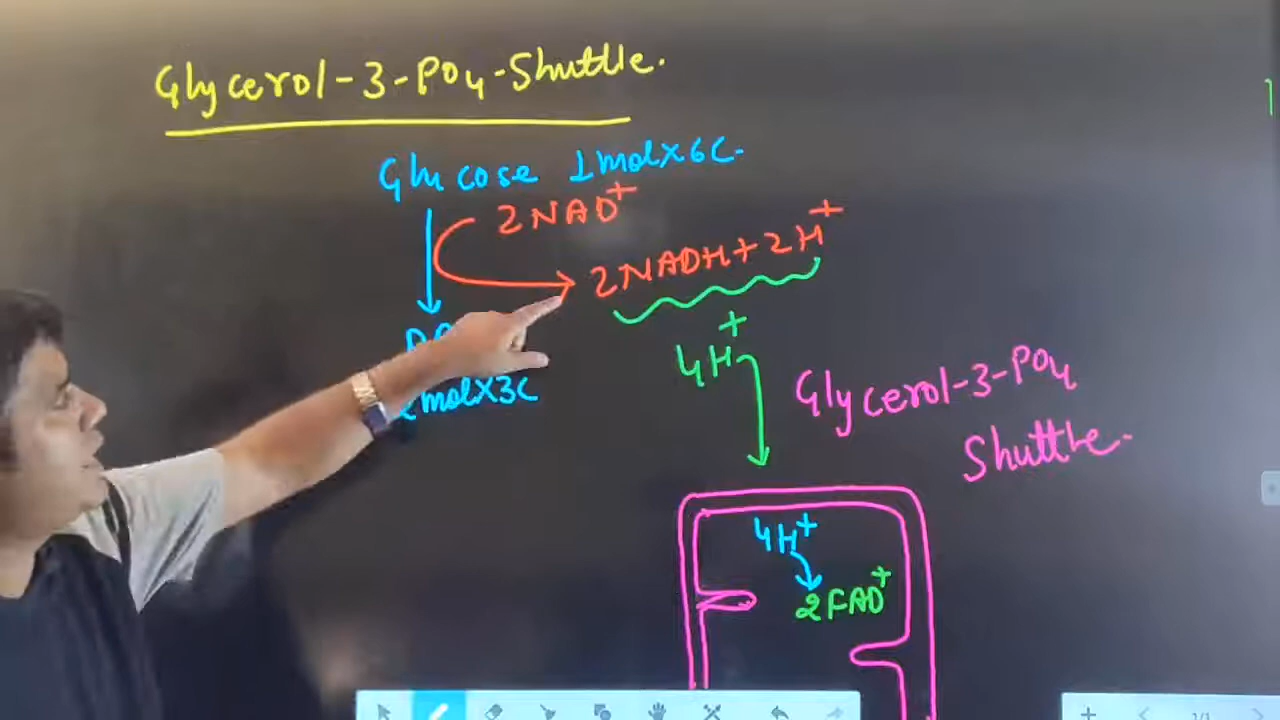 Glycerol-3-PO4-Shuttle.
Glucose 1molx6C.
2NAD+
2NADH+2H+
molx3C
4H+
Glycerol-3-PO4
Shuttle.
4H+
2FAD+